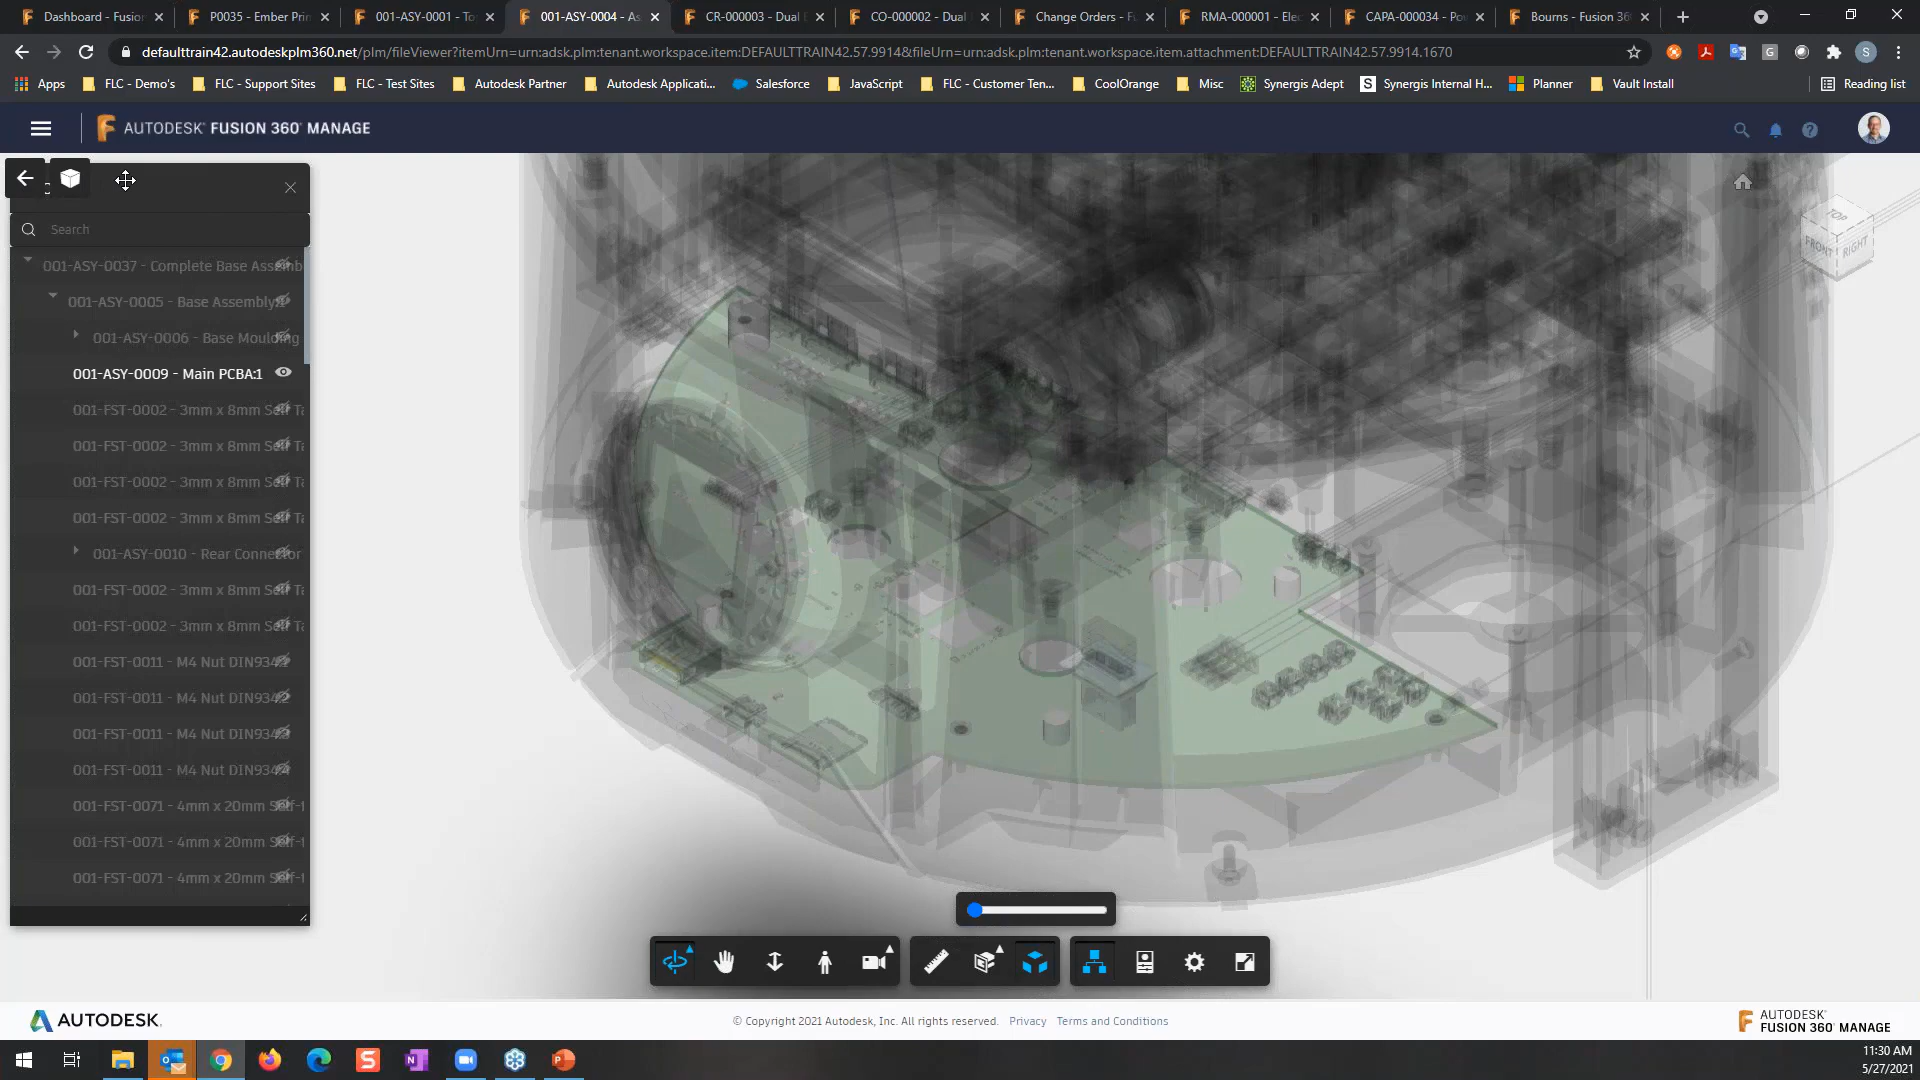 Dashboard - Fusion
P0035 - Ember Prin
001-ASY-0001 - To
001-ASY-0004 - As
CR-000003 - Dual E
CO-000002 - Dual
Change Orders - Fu
RMA-000001 - Elec
CAPA-000034 - Po
Bourns - Fusion 36
defaulttrain42.autodeskplm360.net/plm/fileViewer?itemUrn=urn:adsk.plm:tenant.workspace.item:DEFAULTTRAIN42.57.9914&fileUrn=urn:adsk.plm:tenant.workspace.item.attachment:DEFAULTTRAIN42.57.9914.1670
S
Apps
FLC - Demo's
FLC - Support Sites
FLC - Test Sites
Autodesk Partner
Autodesk Applicati...
Salesforce
JavaScript
FLC - Customer Ten...
CoolOrange
Misc
Synergis Adept
Synergis Internal H...
Planner
Vault Install
Reading list
AUTODESK® FUSION 360® MANAGE
Search
001-ASY-0037 - Complete Base Assemb
001-ASY-0005 - Base Assembly:
001-ASY-0006 - Base Moulding
001-ASY-0009 - Main PCBA:1
001-FST-0002 - 3mm x 8mm Self Ta
001-FST-0002 - 3mm x 8mm Self Ta
001-FST-0002 - 3mm x 8mm Self Ta
001-FST-0002 - 3mm x 8mm Self Ta
001-ASY-0010 - Rear Connector
001-FST-0002 - 3mm x 8mm Self Ta
001-FST-0002 - 3mm x 8mm Self Ta
001-FST-0011 - M4 Nut DIN934:1
001-FST-0011 - M4 Nut DIN934:2
001-FST-0011 - M4 Nut DIN934:3
001-FST-0011 - M4 Nut DIN934:4
001-FST-0071 - 4mm x 20mm Self-t
001-FST-0071 - 4mm x 20mm Self-t
001-FST-0071 - 4mm x 20mm Self-t
TOP
FRONT
RIGHT
AUTODESK.
© Copyright 2021 Autodesk, Inc. All rights reserved. Privacy Terms and Conditions
AUTODESK®
FUSION 360® MANAGE
11:30 AM
5/27/2021